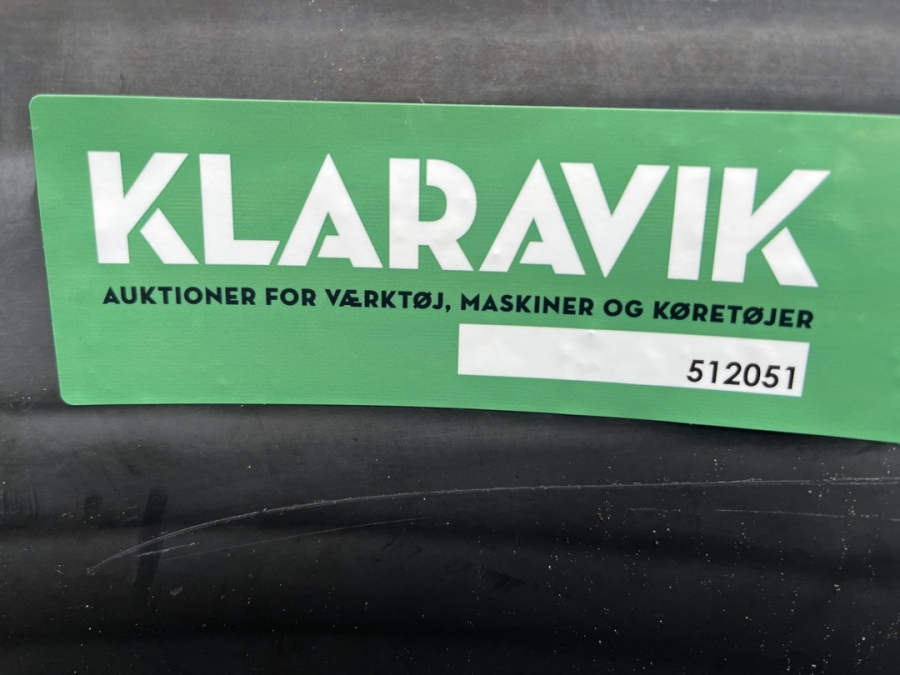 KLARAVIK
AUKTIONER FOR VÆRKTØJ, MASKINER OG KØRETØJER
512051